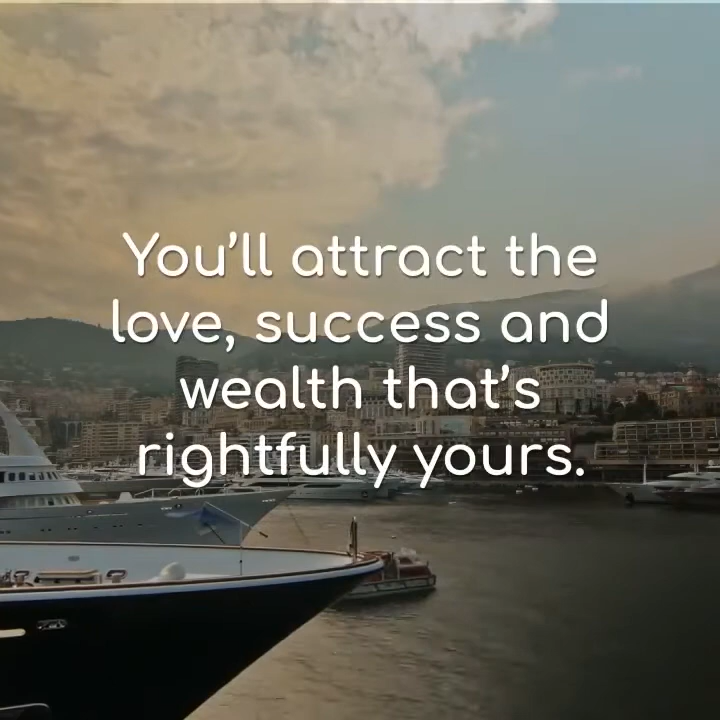 You’ll attract the
love, success and
wealth that’s
rightfully yours.